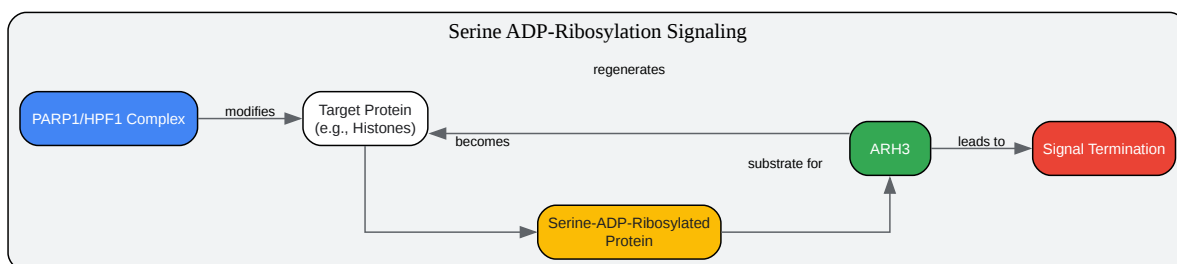 Serine ADP-Ribosylation Signaling
regenerates
PARP1/HPF1 Complex
modifies
Target Protein
(e.g., Histones)
becomes
substrate for
ARH3
leads to
Signal Termination
Serine-ADP-Ribosylated
Protein